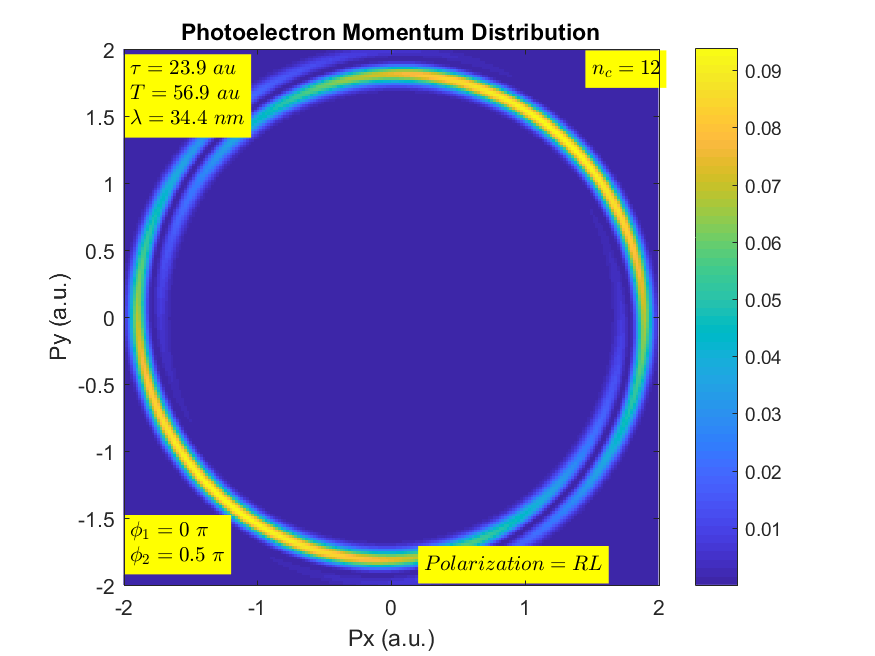 Photoelectron Momentum Distribution
τ = 23.9 au
T = 56.9 au
λ = 34.4 nm
n_c = 12
2
1.5
1
0.5
0
-0.5
-1
-1.5
-2
Py (a.u.)
ϕ_1 = 0 π
ϕ_2 = 0.5 π
Polarization = RL
-2
-1
0
1
2
Px (a.u.)
0.09
0.08
0.07
0.06
0.05
0.04
0.03
0.02
0.01